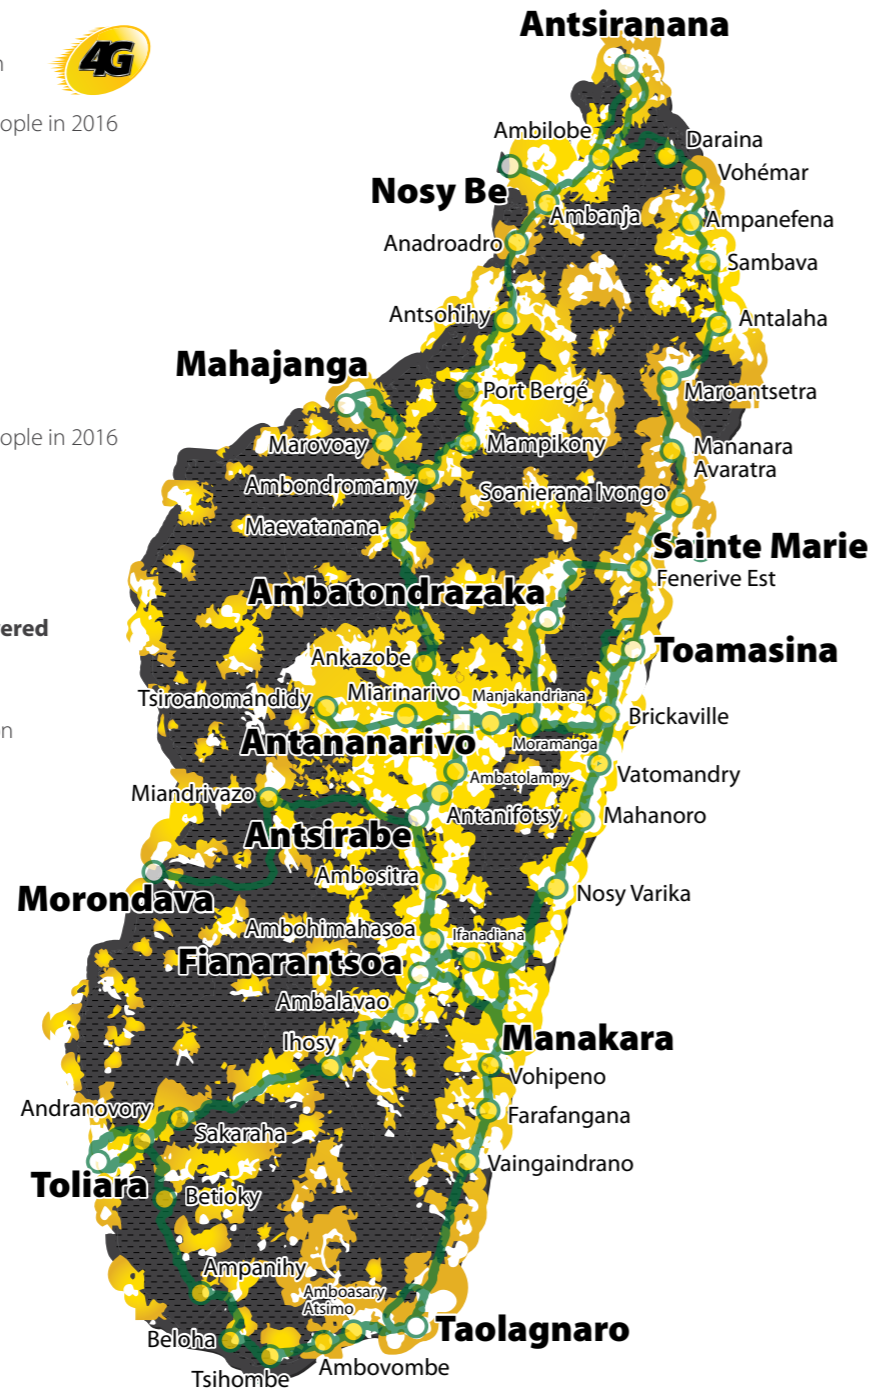 Antsiranana
n
4G
ople in 2016
Ambilobe
Daraina
Vohémar
Nosy Be
Ambanja
Ampanefena
Anadroadro
Sambava
Antsohihy
Antalaha
Mahajanga
Port Bergé
Maroantsetra
ople in 2016
Marovoay
Mampikony
Mananara
Avaratra
Ambondromamy
Soanierana Ivongo
Maevatanana
Sainte Marie
Fenerive Est
Ambatondrazaka
ered
Toamasina
Ankazobe
Tsiroanomandidy
Miarinarivo
Manjakandriana
Brickaville
n
Antananarivo
Moramanga
Ambatolampy
Vatomandry
Miandrivazo
Antanifotsy
Mahanoro
Antsirabe
Ambositra
Nosy Varika
Morondava
Ambohimahasoa
Ifanadiana
Fianarantsoa
Ambalavao
Manakara
Ihosy
Vohipeno
Andranovory
Farafangana
Sakaraha
Vaingaindrano
Toliara
Betioky
Ampanihy
Amboasary
Atsimo
Taolagnaro
Beloha
Ambovombe
Tsihombe